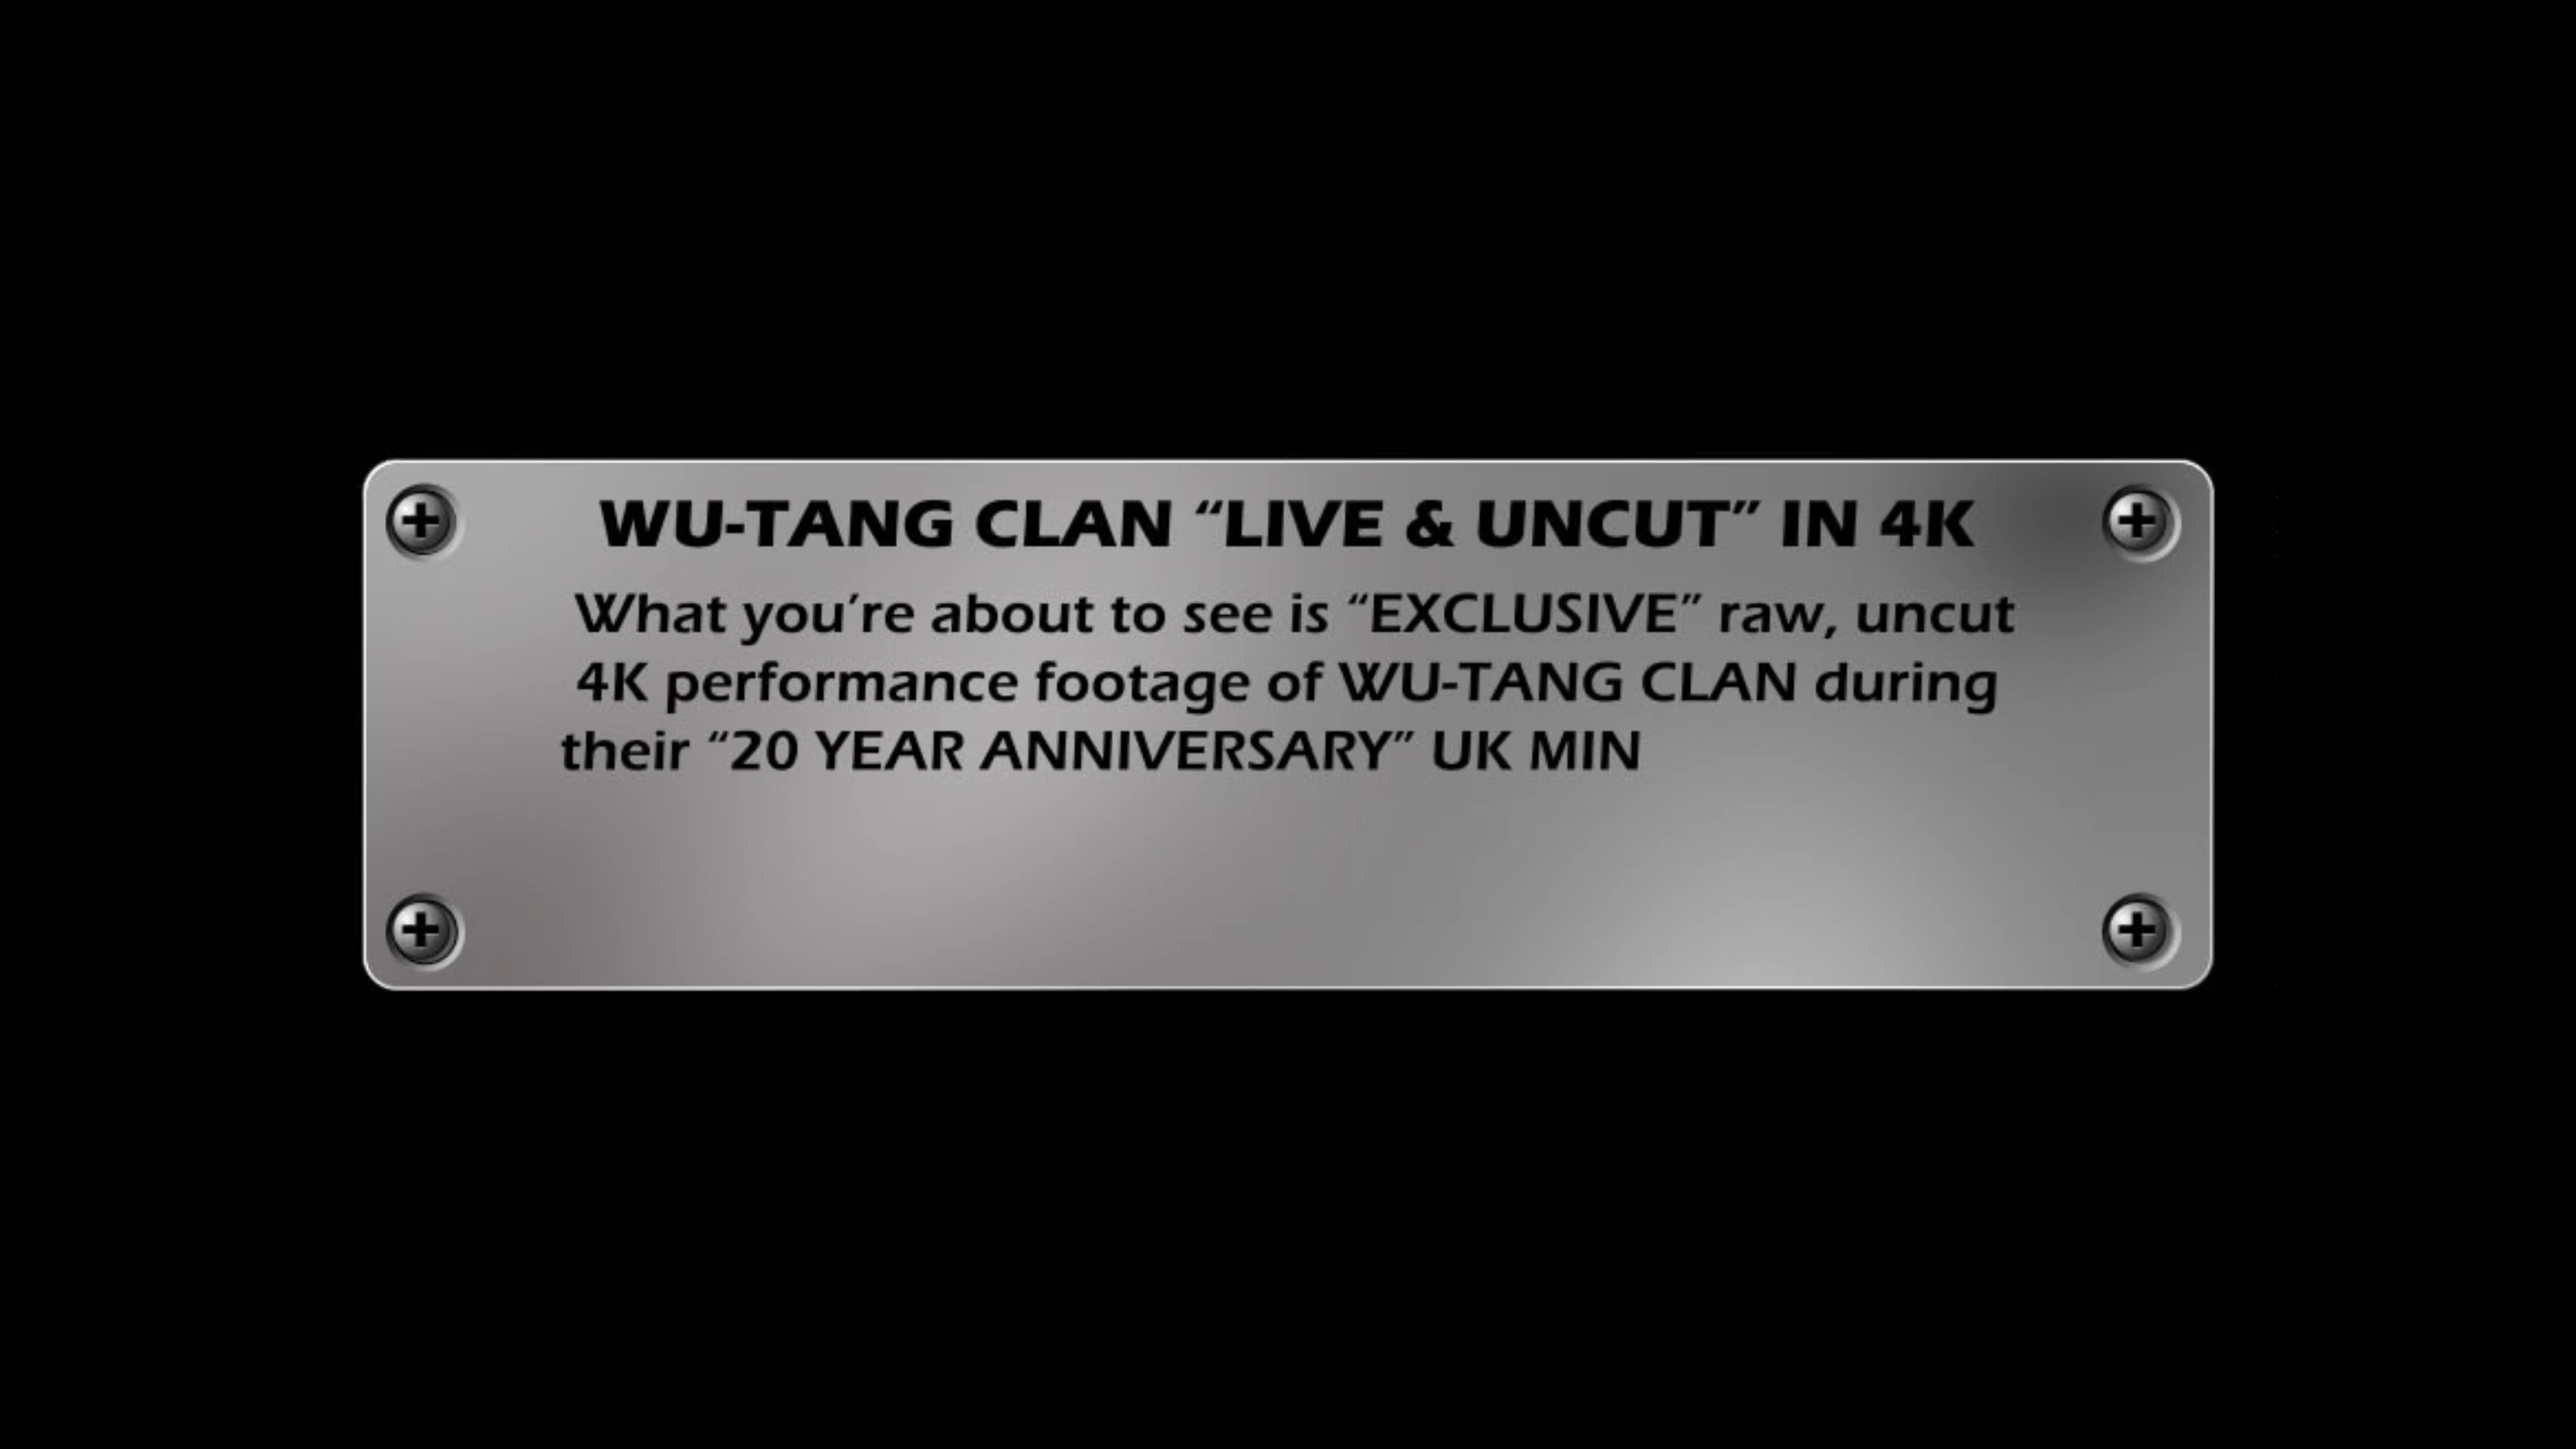 WU-TANG CLAN “LIVE & UNCUT” IN 4K
What you’re about to see is “EXCLUSIVE” raw, uncut
4K performance footage of WU-TANG CLAN during
their “20 YEAR ANNIVERSARY” UK MIN